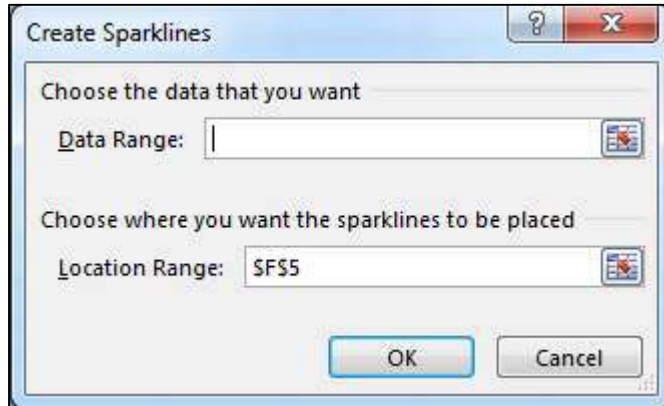 Create Sparklines
?
X
Choose the data that you want
Data Range:
Choose where you want the sparklines to be placed
Location Range: $F$5
OK Cancel